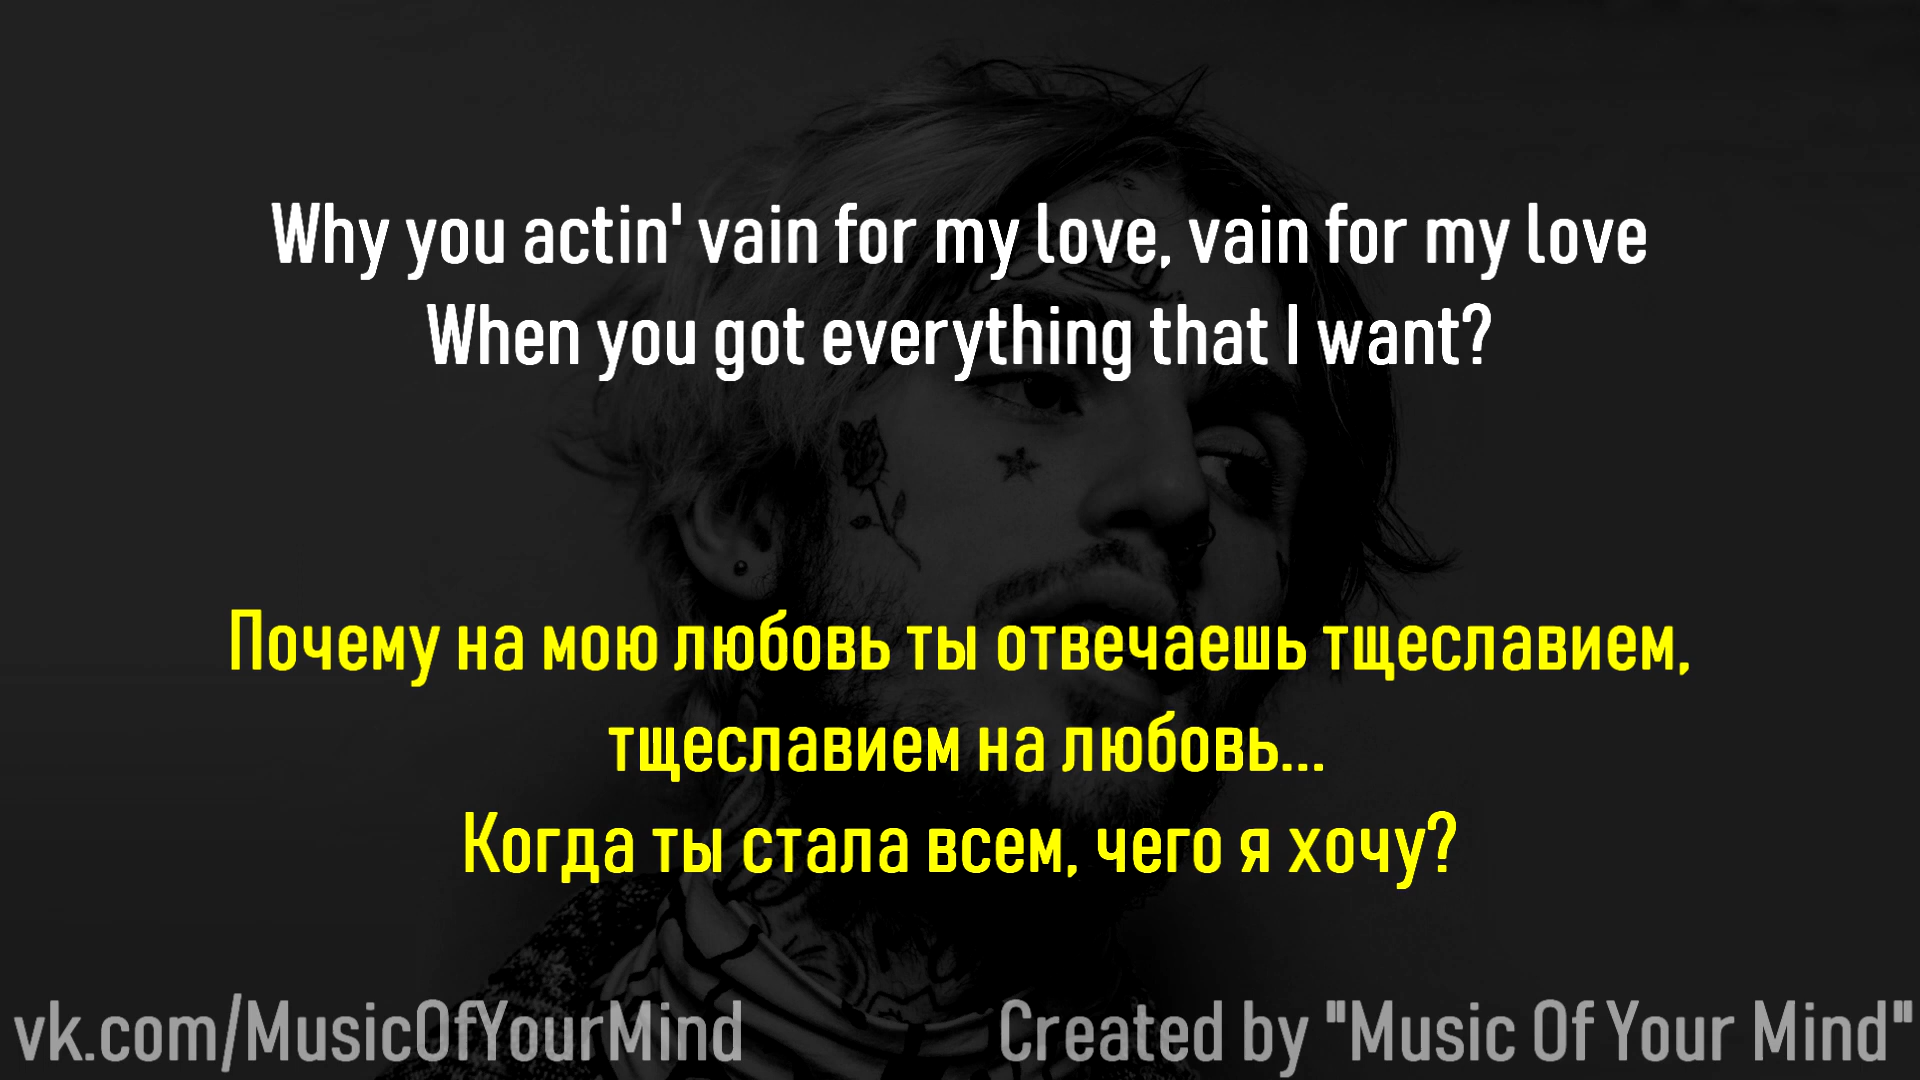 Why you actin' vain for my love, vain for my love
When you got everything that I want?
Почему на мою любовь ты отвечаешь тщеславием,
тщеславием на любовь...
Когда ты стала всем, чего я хочу?
vk.com/MusicOfYourMind
Created by "Music Of Your Mind"